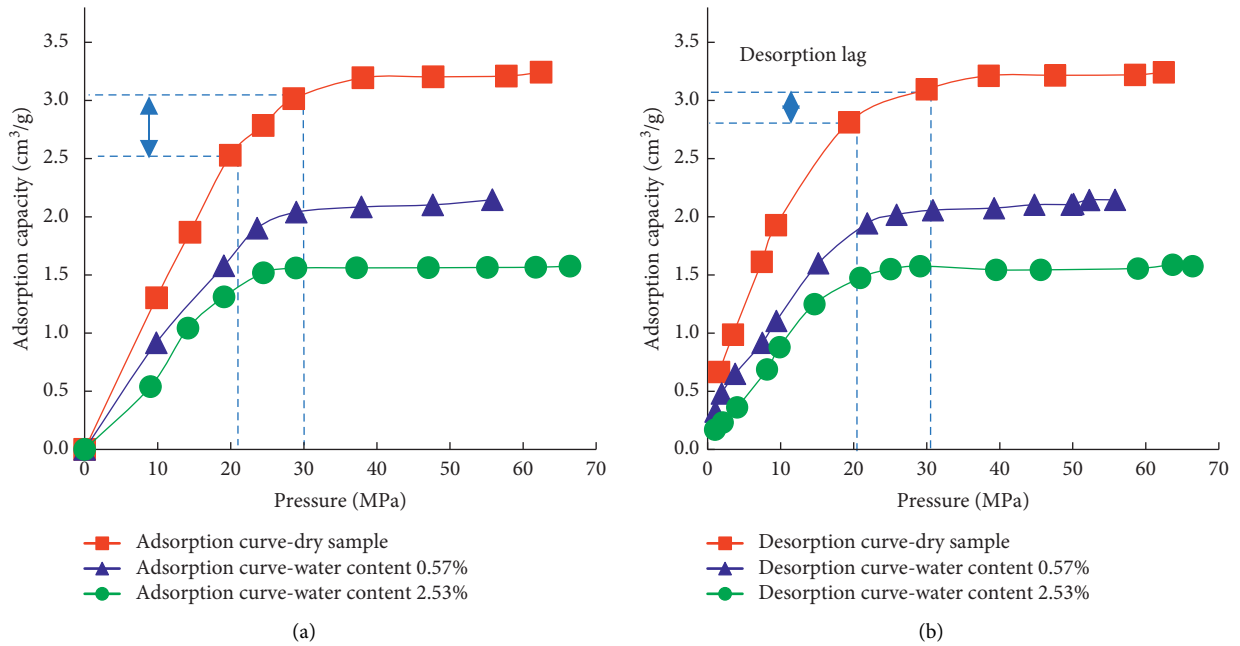 Adsorption capacity (cm³/g)
3.5
3.0
2.5
2.0
1.5
1.0
0.5
0.0
0
10
20
30
40
50
60
70
Pressure (MPa)
Adsorption curve-dry sample
Adsorption curve-water content 0.57%
Adsorption curve-water content 2.53%
(a)
Desorption lag
Adsorption capacity (cm³/g)
3.5
3.0
2.5
2.0
1.5
1.0
0.5
0.0
0
10
20
30
40
50
60
70
Pressure (MPa)
Desorption curve-dry sample
Desorption curve-water content 0.57%
Desorption curve-water content 2.53%
(b)